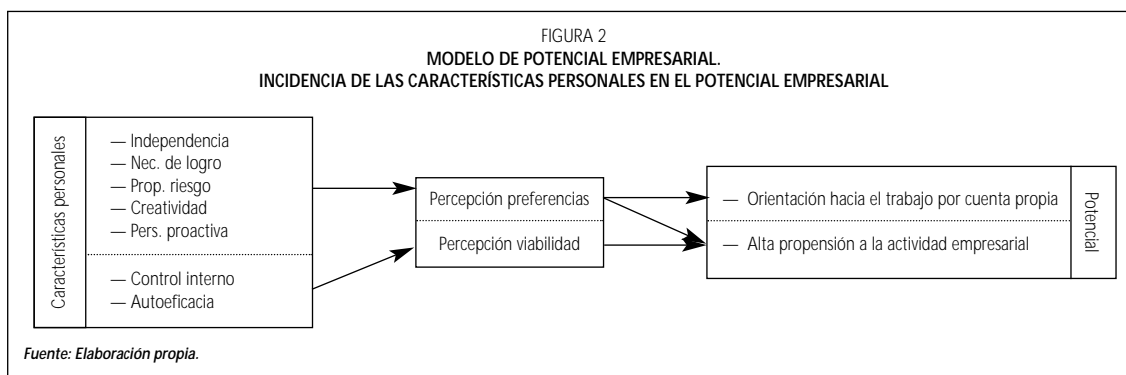 FIGURA 2
MODELO DE POTENCIAL EMPRESARIAL.
INCIDENCIA DE LAS CARACTERÍSTICAS PERSONALES EN EL POTENCIAL EMPRESARIAL
Características personales
— Independencia
— Nec. de logro
— Prop. riesgo
— Creatividad
— Pers. proactiva
— Control interno
— Autoeficacia
Percepción preferencias
Percepción viabilidad
— Orientación hacia el trabajo por cuenta propia
— Alta propensión a la actividad empresarial
Potencial
Fuente: Elaboración propia.